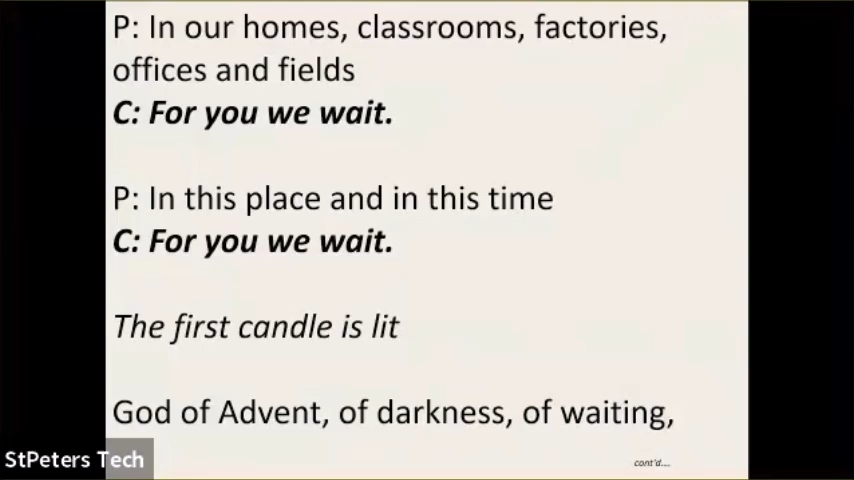 P: In our homes, classrooms, factories,
offices and fields
C: For you we wait.
P: In this place and in this time
C: For you we wait.
The first candle is lit
God of Advent, of darkness, of waiting,
StPeters Tech
cont'd...